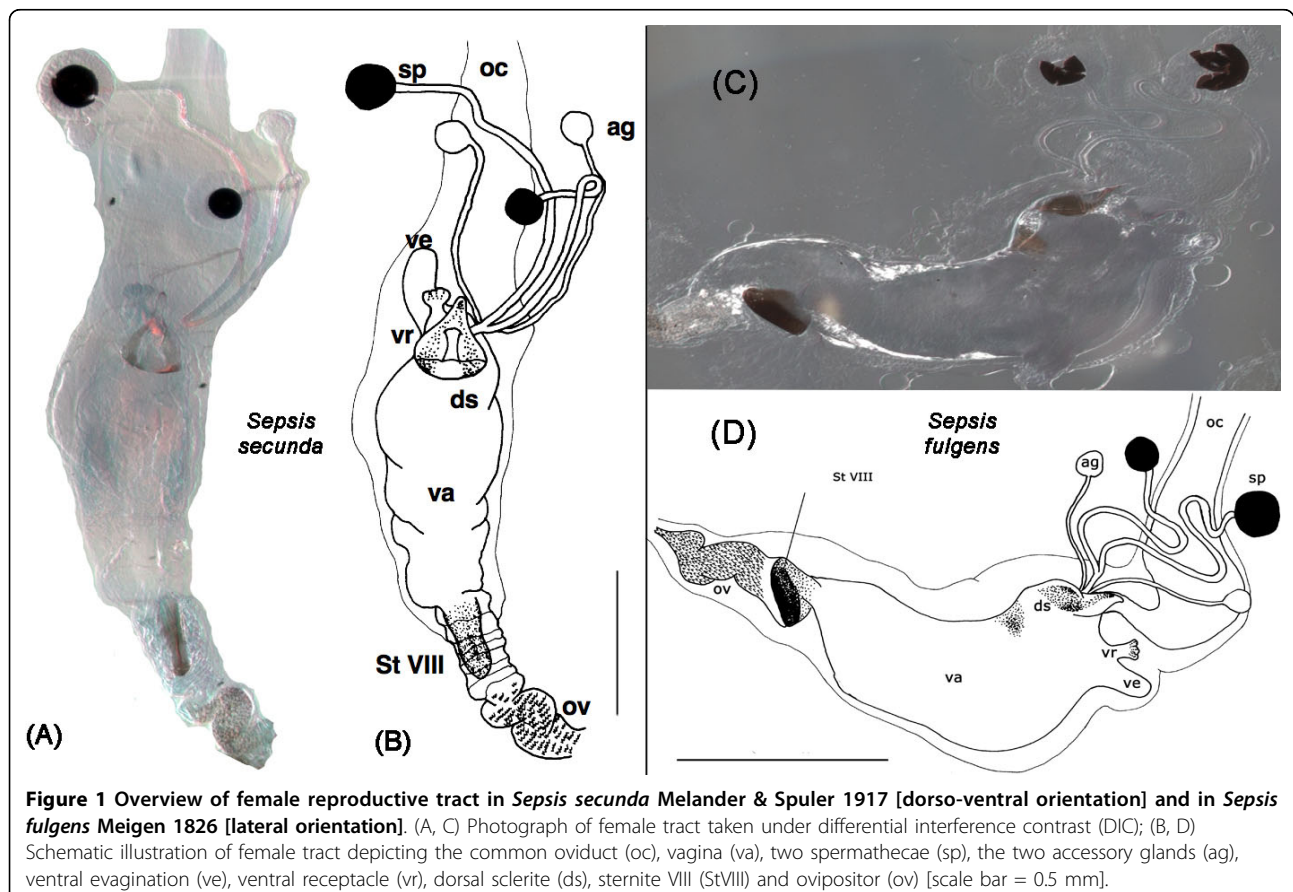 sp
oc
ag
ve
vr
ds
Sepsis
secunda
va
St VIII
ov
(A)
(B)
(C)
(D)
Sepsis
fulgens
oc
ag
sp
St VIII
ov
ds
vr
va
ve
Figure 1 Overview of female reproductive tract in Sepsis secunda Melander & Spuler 1917 [dorso-ventral orientation] and in Sepsis
fulgens Meigen 1826 [lateral orientation]. (A, C) Photograph of female tract taken under differential interference contrast (DIC); (B, D)
Schematic illustration of female tract depicting the common oviduct (oc), vagina (va), two spermathecae (sp), the two accessory glands (ag),
ventral evagination (ve), ventral receptacle (vr), dorsal sclerite (ds), sternite VIII (StVIII) and ovipositor (ov) [scale bar = 0.5 mm].